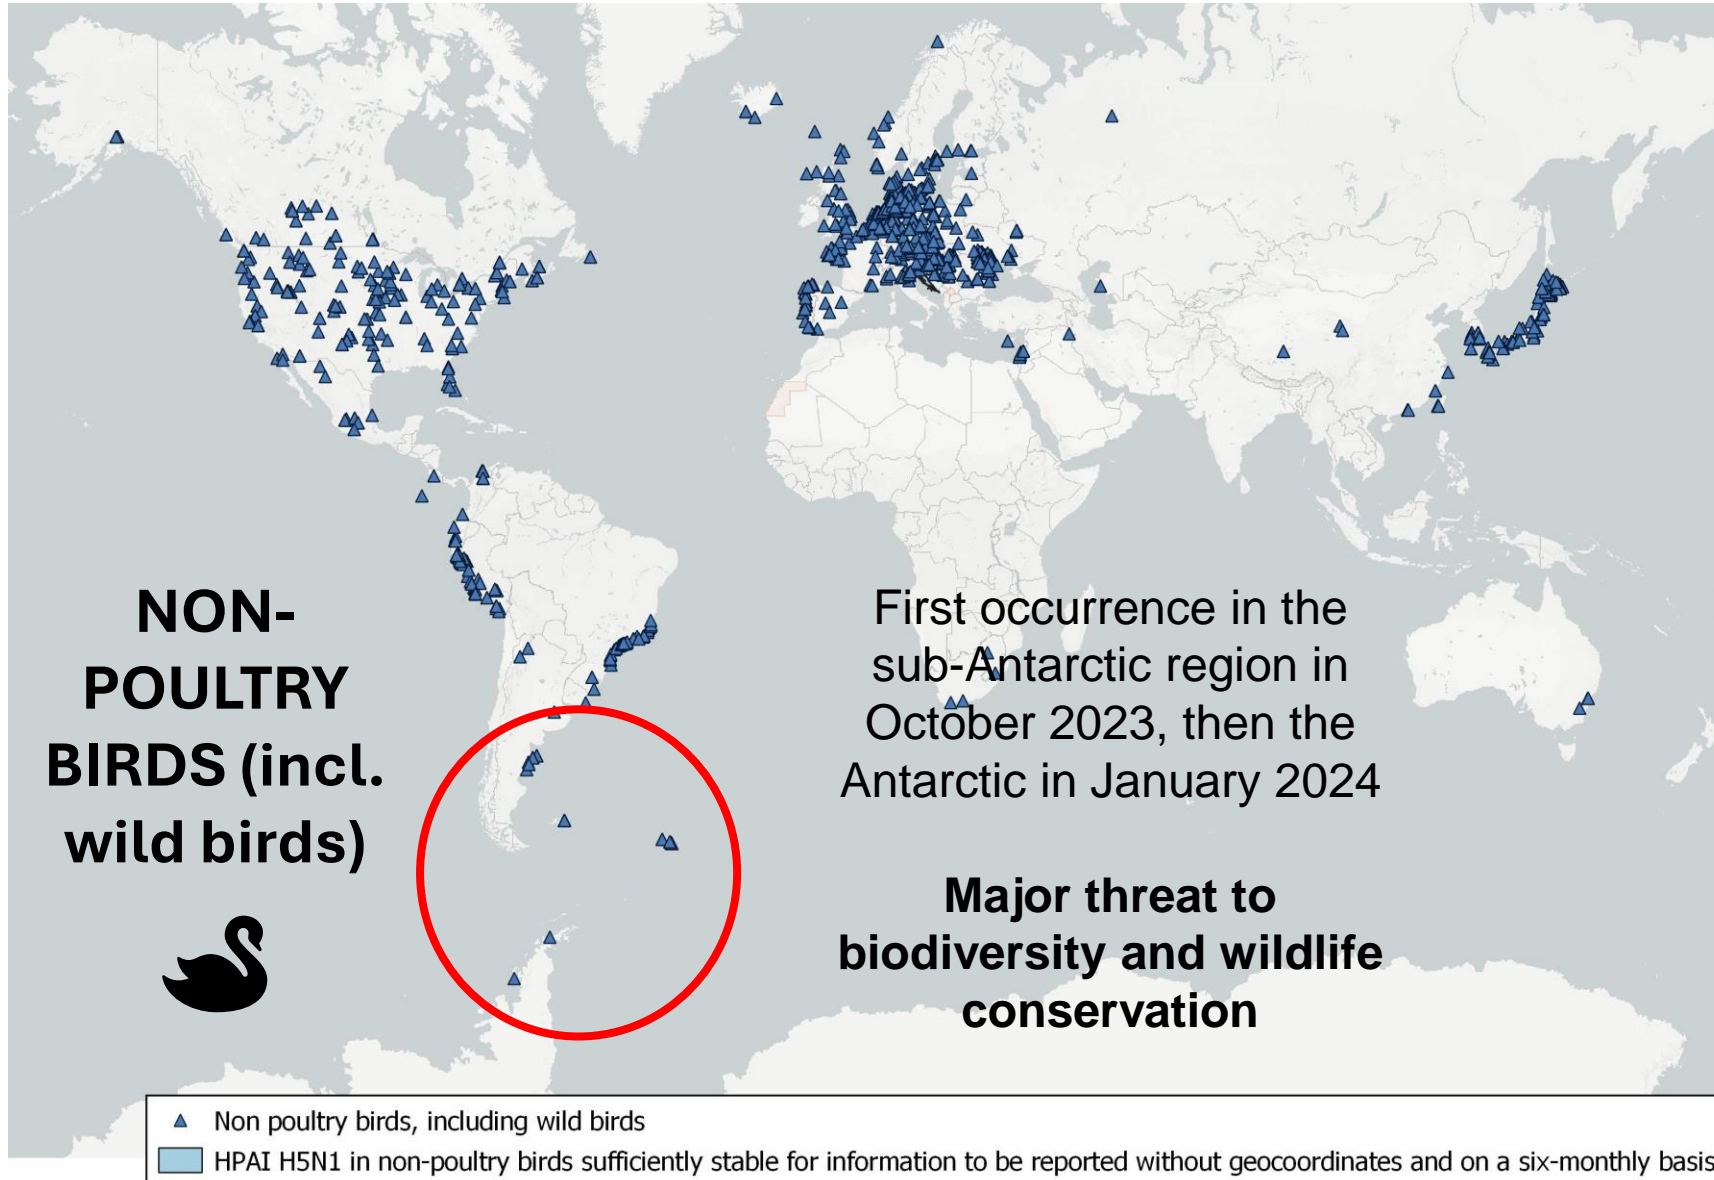 NON-
POULTRY
BIRDS (incl.
wild birds)
First occurrence in the
sub-Antarctic region in
October 2023, then the
Antarctic in January 2024
Major threat to
biodiversity and wildlife
conservation
Non poultry birds, including wild birds
HPAI H5N1 in non-poultry birds sufficiently stable for information to be reported without geocoordinates and on a six-monthly basis